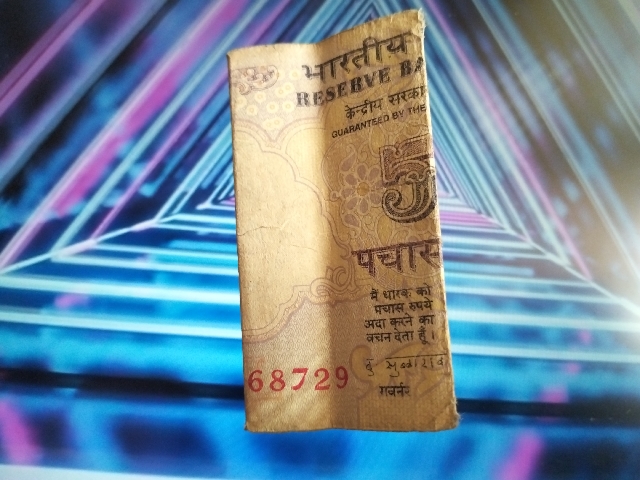 भारतीय
RESERVE BA
केन्द्रीय सरका
GUARANTEED BY THE
5
पचास
मैं धारक को
पचास रुपये
अदा करने का
वचन देता हूँ।
गवर्नर
68729